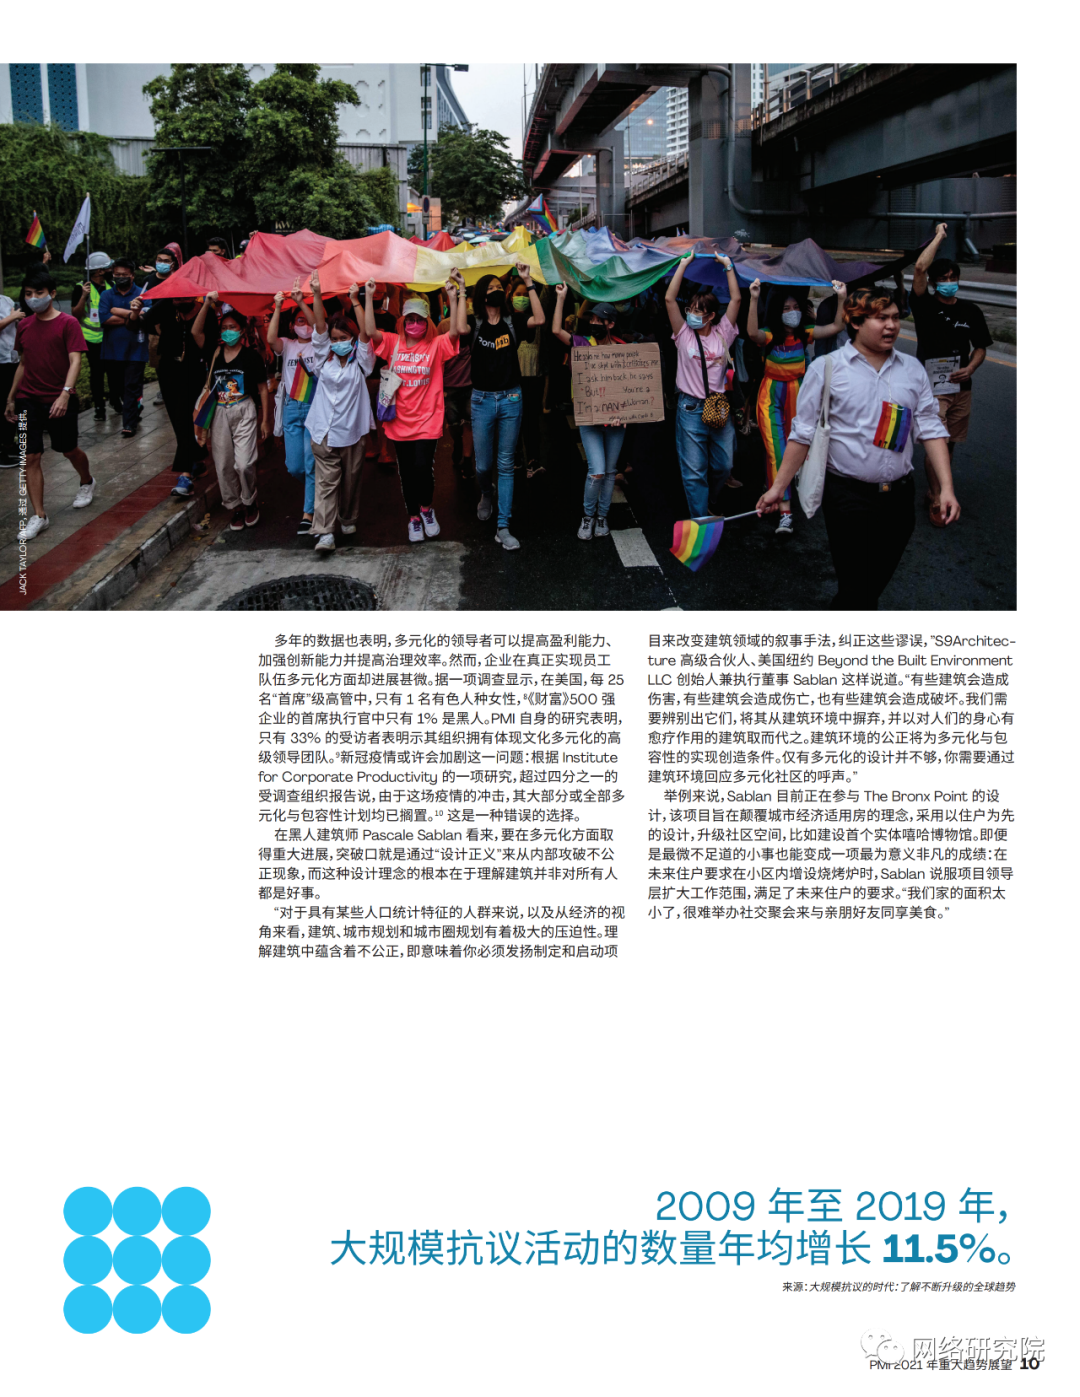 JACK TAYLOR/AFP，通过 GETTY IMAGES 提供。
FEMINIST
UNIVERSITY
WASHINGTON
ST. LOUIS
Porn hub
I ask him back, he says
"But!! You're a
多年的数据也表明，多元化的领导者可以提高盈利能力、
加强创新能力并提高治理效率。然而，企业在真正实现员工
队伍多元化方面却进展甚微。据一项调查显示，在美国，每 25
名“首席”级高管中，只有 1 名有色人种女性，⁸《财富》500 强
企业的首席执行官中只有 1% 是黑人。PMI 自身的研究表明，
只有 33% 的受访者表明示其组织拥有体现文化多元化的高
级领导团队。⁹新冠疫情或许会加剧这一问题：根据 Institute
for Corporate Productivity 的一项研究，超过四分之一的
受调查组织报告说，由于这场疫情的冲击，其大部分或全部多
元化与包容性计划均已搁置。¹⁰ 这是一种错误的选择。
在黑人建筑师 Pascale Sablan 看来，要在多元化方面取
得重大进展，突破口就是通过“设计正义”来从内部攻破不公
正现象，而这种设计理念的根本在于理解建筑并非对所有人
都是好事。
“对于具有某些人口统计特征的人群来说，以及从经济的视
角来看，建筑、城市规划和城市圈规划有着极大的压迫性。理
解建筑中蕴含着不公正，即意味着你必须发扬制定和启动项
目来改变建筑领域的叙事手法，纠正这些谬误，”S9Architec-
ture 高级合伙人、美国纽约 Beyond the Built Environment
LLC 创始人兼执行董事 Sablan 这样说道。“有些建筑会造成
伤害，有些建筑会造成伤亡，也有些建筑会造成破坏。我们需
要辨别出它们，将其从建筑环境中摒弃，并以对人们的身心有
愈疗作用的建筑取而代之。建筑环境的公正将为多元化与包
容性的实现创造条件。仅有多元化的设计并不够，你需要通过
建筑环境回应多元化社区的呼声。”
举例来说，Sablan 目前正在参与 The Bronx Point 的设
计，该项目旨在颠覆城市经济适用房的理念，采用以住户为先
的设计，升级社区空间，比如建设首个实体嘻哈博物馆。即便
是最微不足道的小事也能变成一项最为意义非凡的成绩：在
未来住户要求在小区内增设烧烤炉时，Sablan 说服项目领导
层扩大工作范围，满足了未来住户的要求。“我们家的面积太
小了，很难举办社交聚会来与亲朋好友同享美食。”
2009 年至 2019 年，
大规模抗议活动的数量年均增长 11.5%。
来源：大规模抗议的时代：了解不断升级的全球趋势
网络研究院
PMI 2021 年重大趋势展望 10